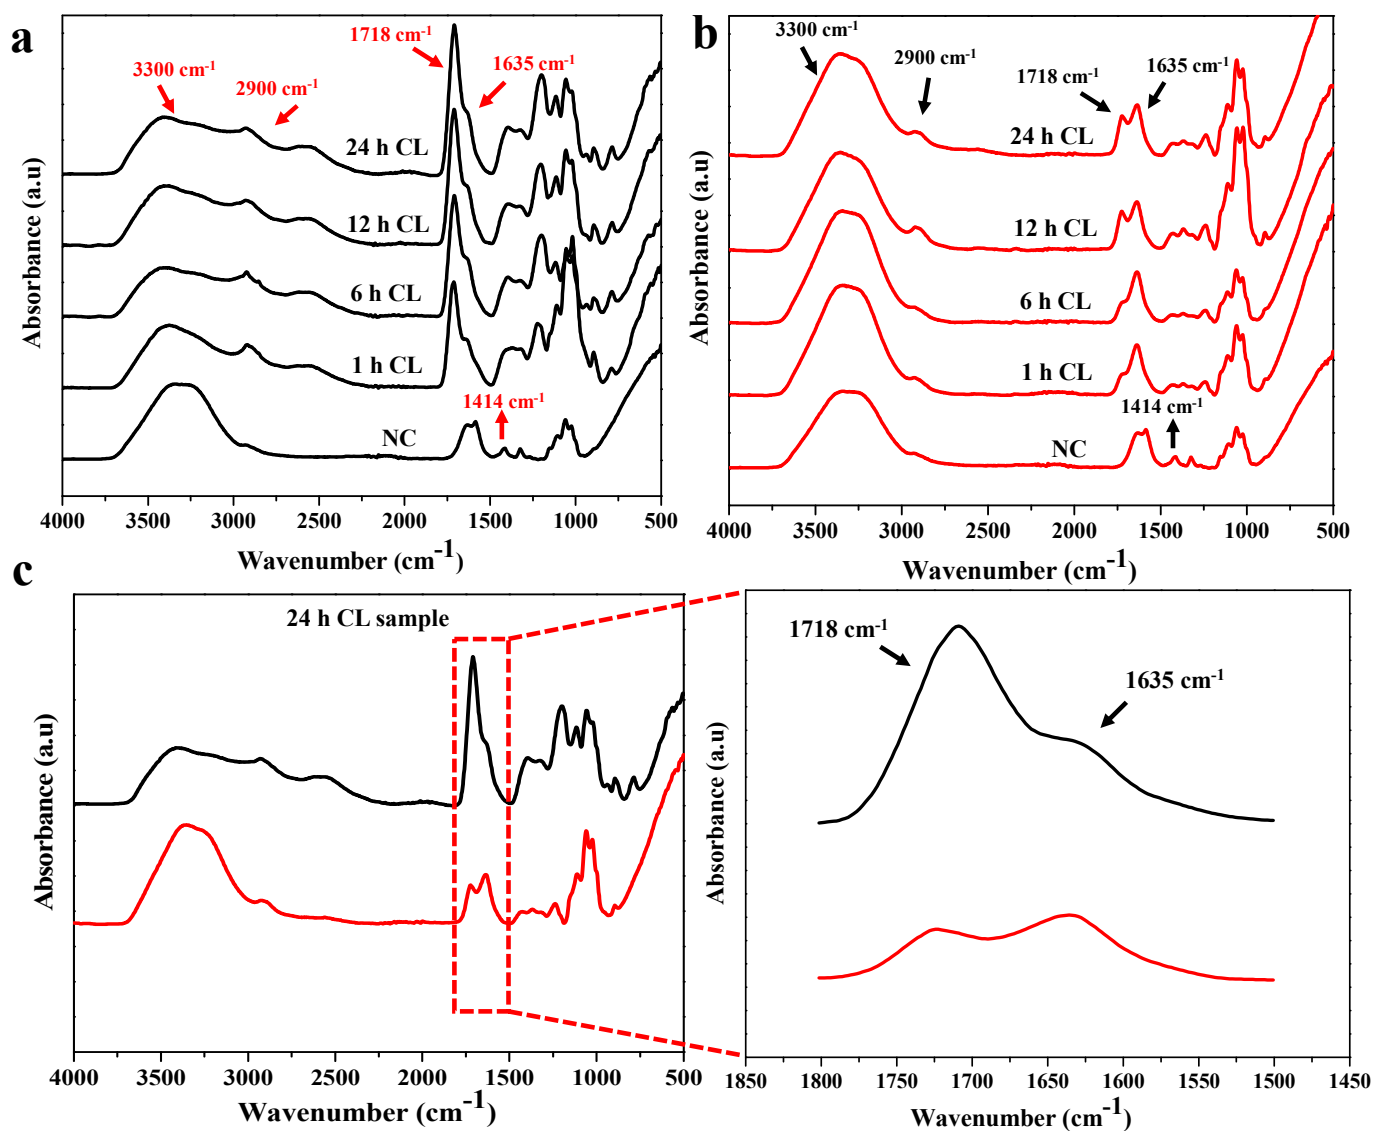 a
1718 cm-1
1635 cm-1
3300 cm-1
2900 cm-1
24 h CL
12 h CL
6 h CL
1 h CL
1414 cm-1
NC
Absorbance (a.u)
4000 3500 3000 2500 2000 1500 1000 500
Wavenumber (cm-1)
b
3300 cm-1
2900 cm-1
1718 cm-1
1635 cm-1
24 h CL
12 h CL
6 h CL
1 h CL
1414 cm-1
NC
Absorbance (a.u)
4000 3500 3000 2500 2000 1500 1000 500
Wavenumber (cm-1)
c
24 h CL sample
Absorbance (a.u)
4000 3500 3000 2500 2000 1500 1000 500
Wavenumber (cm-1)
1718 cm-1
1635 cm-1
Absorbance (a.u)
1850 1800 1750 1700 1650 1600 1550 1500 1450
Wavenumber (cm-1)